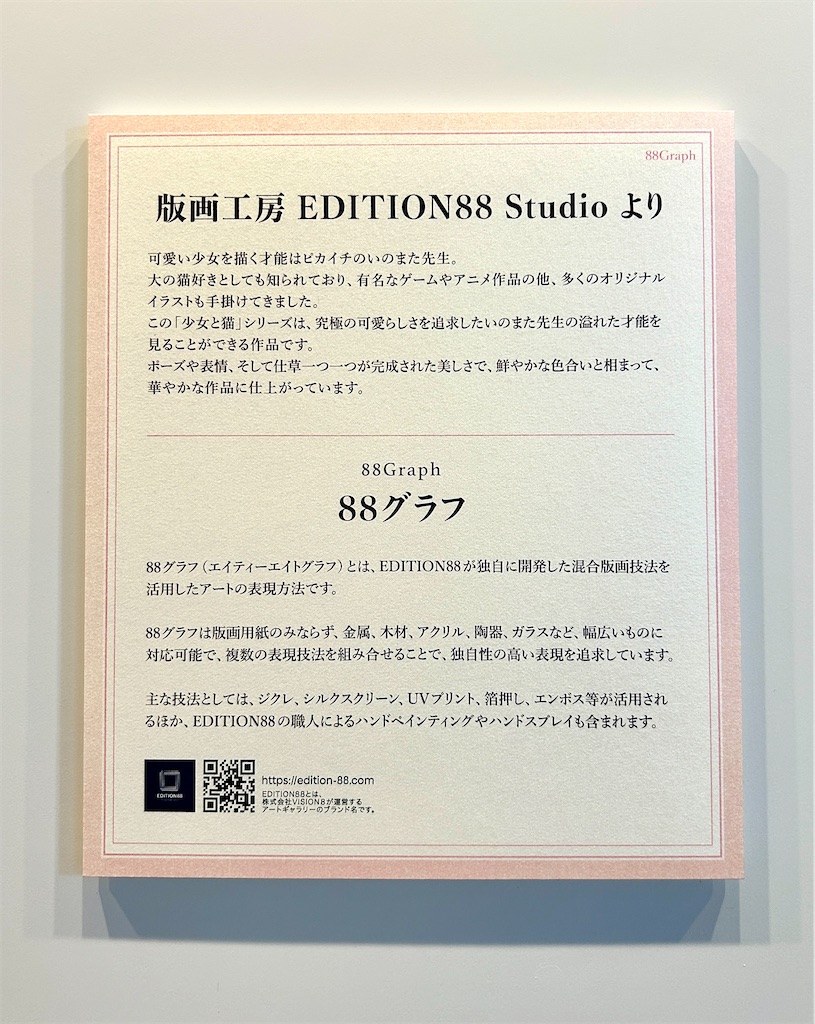 88Graph
版画工房 EDITION88 Studio より
可愛い少女を描く才能はピカイチのいのまた先生。
大の猫好きとしても知られており、有名なゲームやアニメ作品の他、多くのオリジナル
イラストも手掛けてきました。
この「少女と猫」シリーズは、究極の可愛らしさを追求したいのまた先生の溢れた才能を
見ることができる作品です。
ポーズや表情、そして仕草一つ一つが完成された美しさで、鮮やかな色合いと相まって、
華やかな作品に仕上がっています。
88Graph
88グラフ
88グラフ（エイティーエイトグラフ）とは、EDITION88が独自に開発した混合版画技法を
活用したアートの表現方法です。
88グラフは版画用紙のみならず、金属、木材、アクリル、陶器、ガラスなど、幅広いものに
対応可能で、複数の表現技法を組み合せることで、独自性の高い表現を追求しています。
主な技法としては、ジクレ、シルクスクリーン、UVプリント、箔押し、エンボス等が活用され
るほか、EDITION88の職人によるハンドペインティングやハンドスプレイも含まれます。
EDITION88
https://edition-88.com
EDITION88とは、
株式会社VISION8が運営する
アートギャラリーのブランド名です。